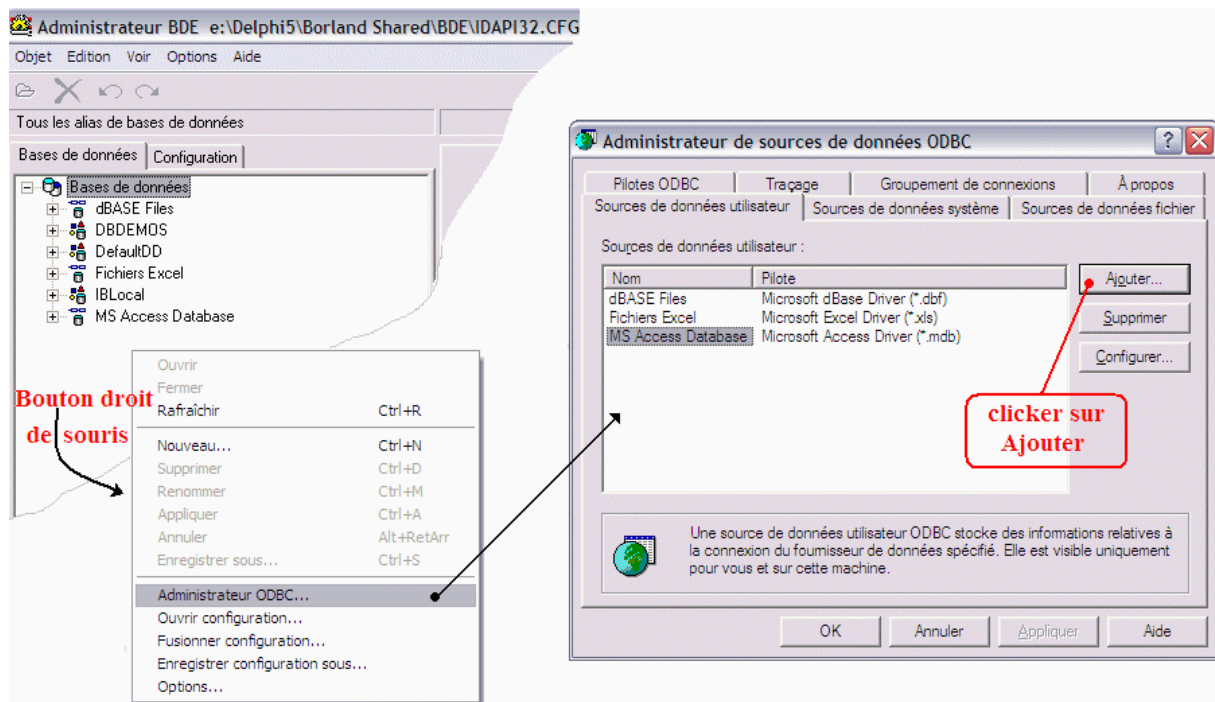 Administrateur BDE e:\Delphi5\Borland Shared\BDE\IDAPI32.CFG
Objet Edition Voir Options Aide
Tous les alias de bases de données
Bases de données Configuration
Bases de données
dBASE Files
DBDEMOS
DefaultDD
Fichiers Excel
IBLocal
MS Access Database
Bouton droit
de souris
Ouvrir
Fermer
Rafraîchir Ctrl+R
Nouveau... Ctrl+N
Supprimer Ctrl+D
Renommer Ctrl+M
Appliquer Ctrl+A
Annuler Alt+RetArr
Enregistrer sous... Ctrl+S
Administrateur ODBC...
Ouvrir configuration...
Fusionner configuration...
Enregistrer configuration sous...
Options...
Administrateur de sources de données ODBC
Pilotes ODBC Traçage Groupement de connexions À propos
Sources de données utilisateur Sources de données système Sources de données fichier
Sources de données utilisateur :
Nom Pilote
dBASE Files Microsoft dBase Driver (*.dbf)
Fichiers Excel Microsoft Excel Driver (*.xls)
MS Access Database Microsoft Access Driver (*.mdb)
Ajouter...
Supprimer
Configurer...
clicker sur
Ajouter
Une source de données utilisateur ODBC stocke des informations relatives à
la connexion du fournisseur de données spécifié. Elle est visible uniquement
pour vous et sur cette machine.
OK Annuler Appliquer Aide